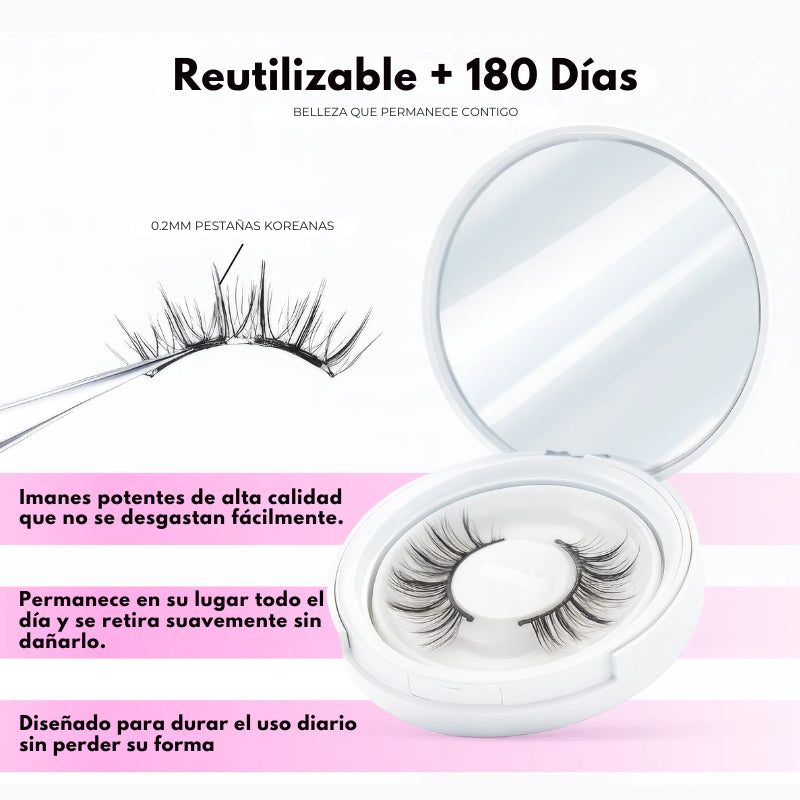 Reutilizable + 180 Días
BELLEZA QUE PERMANECE CONTIGO
0.2MM PESTAÑAS KOREANAS
Imanes potentes de alta calidad
que no se desgastan fácilmente.
Permanece en su lugar todo el
día y se retira suavemente sin
dañarlo.
Diseñado para durar el uso diario
sin perder su forma